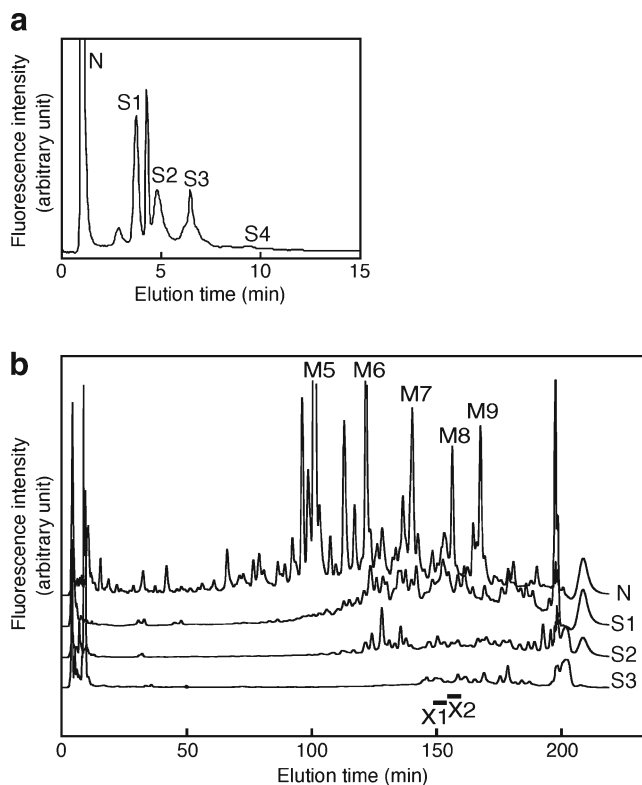 a
Fluorescence intensity
(arbitrary unit)
N
S1
S2
S3
S4
0 5 10 15
Elution time (min)
b
Fluorescence intensity
(arbitrary unit)
M5 M6
M7
M8
M9
N
S1
S2
S3
X1 X2
0 50 100 150 200
Elution time (min)